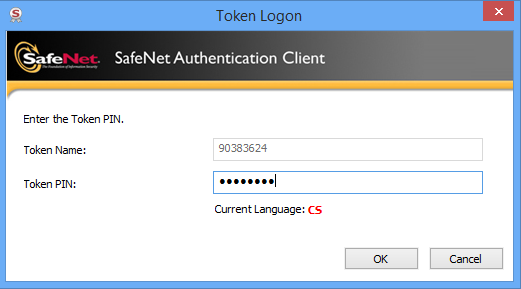 Token Logon
SafeNet. SafeNet Authentication Client
Enter the Token PIN.
Token Name: 90383624
Token PIN: ●●●●●●●●
Current Language: CS
OK Cancel